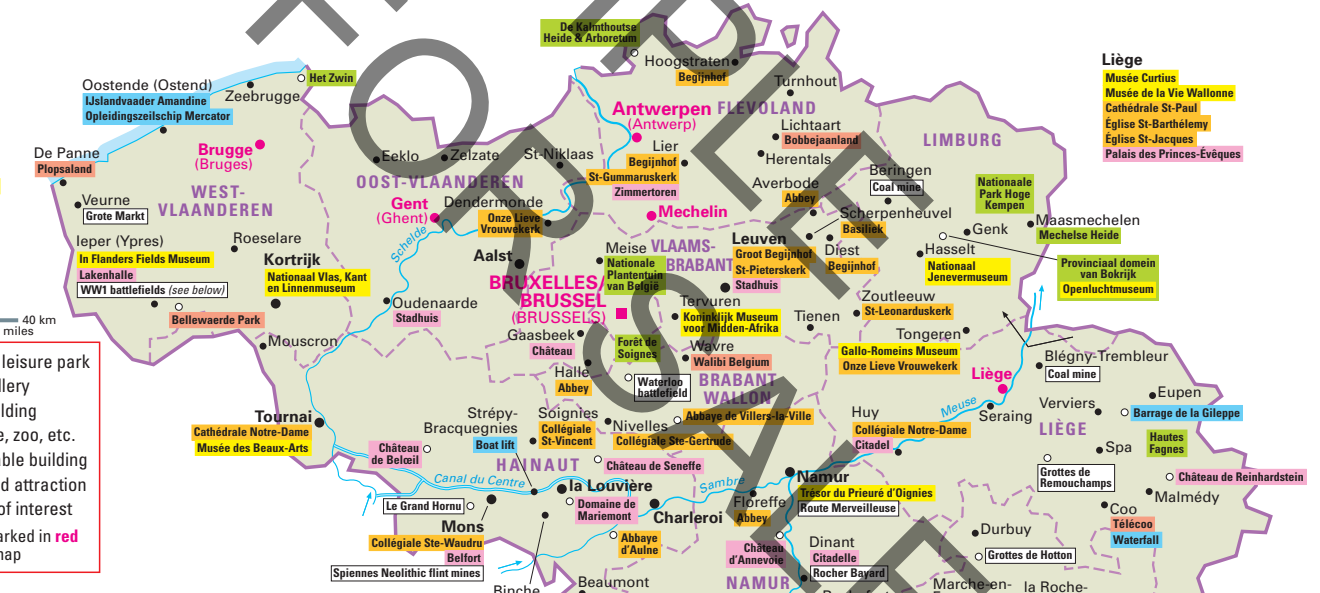 De Kalmthoutse
Heide & Arboretum
Hoogstraten
Begijnhof
Turnhout
Liège
Musée Curtius
Musée de la Vie Wallonne
Cathédrale St-Paul
Église St-Barthélemy
Église St-Jacques
Palais des Princes-Évêques
Oostende (Ostend)
IJslandvaader Amandine
Opleidingszeilschip Mercator
Zeebrugge
Het Zwin
Antwerpen
(Antwerp)
FLEVOLAND
LIMBURG
Lichtaart
Bobbejaanland
Herentals
De Panne
Plopsaland
Brugge
(Bruges)
Eeklo
Zelzate
St-Niklaas
Lier
Begijnhof
St-Gummaruskerk
Zimmertoren
Beringen
Coal mine
Averbode
Abbey
Nationaale
Park Hoge
Kempen
Veurne
Grote Markt
WEST-
VLAANDEREN
OOST-VLAANDEREN
Gent
(Ghent)
Dendermonde
Onze Lieve
Vrouwekerk
Mechelin
Scherpenheuvel
Basiliek
Maasmechelen
Mechelse Heide
Genk
Ieper (Ypres)
In Flanders Fields Museum
Lakenhalle
WW1 battlefields (see below)
Bellewaerde Park
Roeselare
Kortrijk
Nationaal Vlas, Kant
en Linnenmuseum
Schelde
Aalst
Meise
Nationale
Plantentuin
van België
VLAAMS-
BRABANT
Leuven
Groot Begijnhof
St-Pieterskerk
Stadhuis
Diest
Begijnhof
Hasselt
Nationaal
Jenevermuseum
Provinciaal domein
van Bokrijk
Openluchtmuseum
BRUXELLES/
BRUSSEL
(BRUSSELS)
Oudenaarde
Stadhuis
Tervuren
Koninklijk Museum
voor Midden-Afrika
Tienen
Zoutleeuw
St-Leonarduskerk
Tongeren
Gallo-Romeins Museum
Onze Lieve Vrouwekerk
40 km
miles
Mouscron
Gaasbeek
Château
Forêt de
Soignes
Wavre
Walibi Belgium
Halle
Abbey
Waterloo
battlefield
BRABANT
WALLON
Liège
Blégny-Trembleur
Coal mine
Eupen
Barrage de la Gileppe
Verviers
LIÈGE
Hautes
Fagnes
Spa
Meuse
Seraing
leisure park
llery
lding
e, zoo, etc.
able building
d attraction
of interest
arked in red
map
Tournai
Cathédrale Notre-Dame
Musée des Beaux-Arts
Strépy-
Bracquegnies
Boat lift
Soignies
Collégiale
St-Vincent
Nivelles
Collégiale Ste-Gertrude
Abbaye de Villers-la-Ville
Huy
Collégiale Notre-Dame
Citadel
Château
de Belœil
HAINAUT
Château de Seneffe
Canal du Centre
la Louvière
Sambre
Namur
Trésor du Prieuré d'Oignies
Route Merveilleuse
Grottes de
Remouchamps
Château de Reinhardstein
Malmédy
Le Grand Hornu
Mons
Collégiale Ste-Waudru
Belfort
Spiennes Neolithic flint mines
Domaine de
Mariemont
Charleroi
Floreffe
Abbey
Abbaye
d'Aulne
Château
d'Annevoie
Dinant
Citadelle
Rocher Bayard
Durbuy
Grottes de Hotton
Coo
Télécoo
Waterfall
Binche
Beaumont
NAMUR
Marche-en-
la Roche-